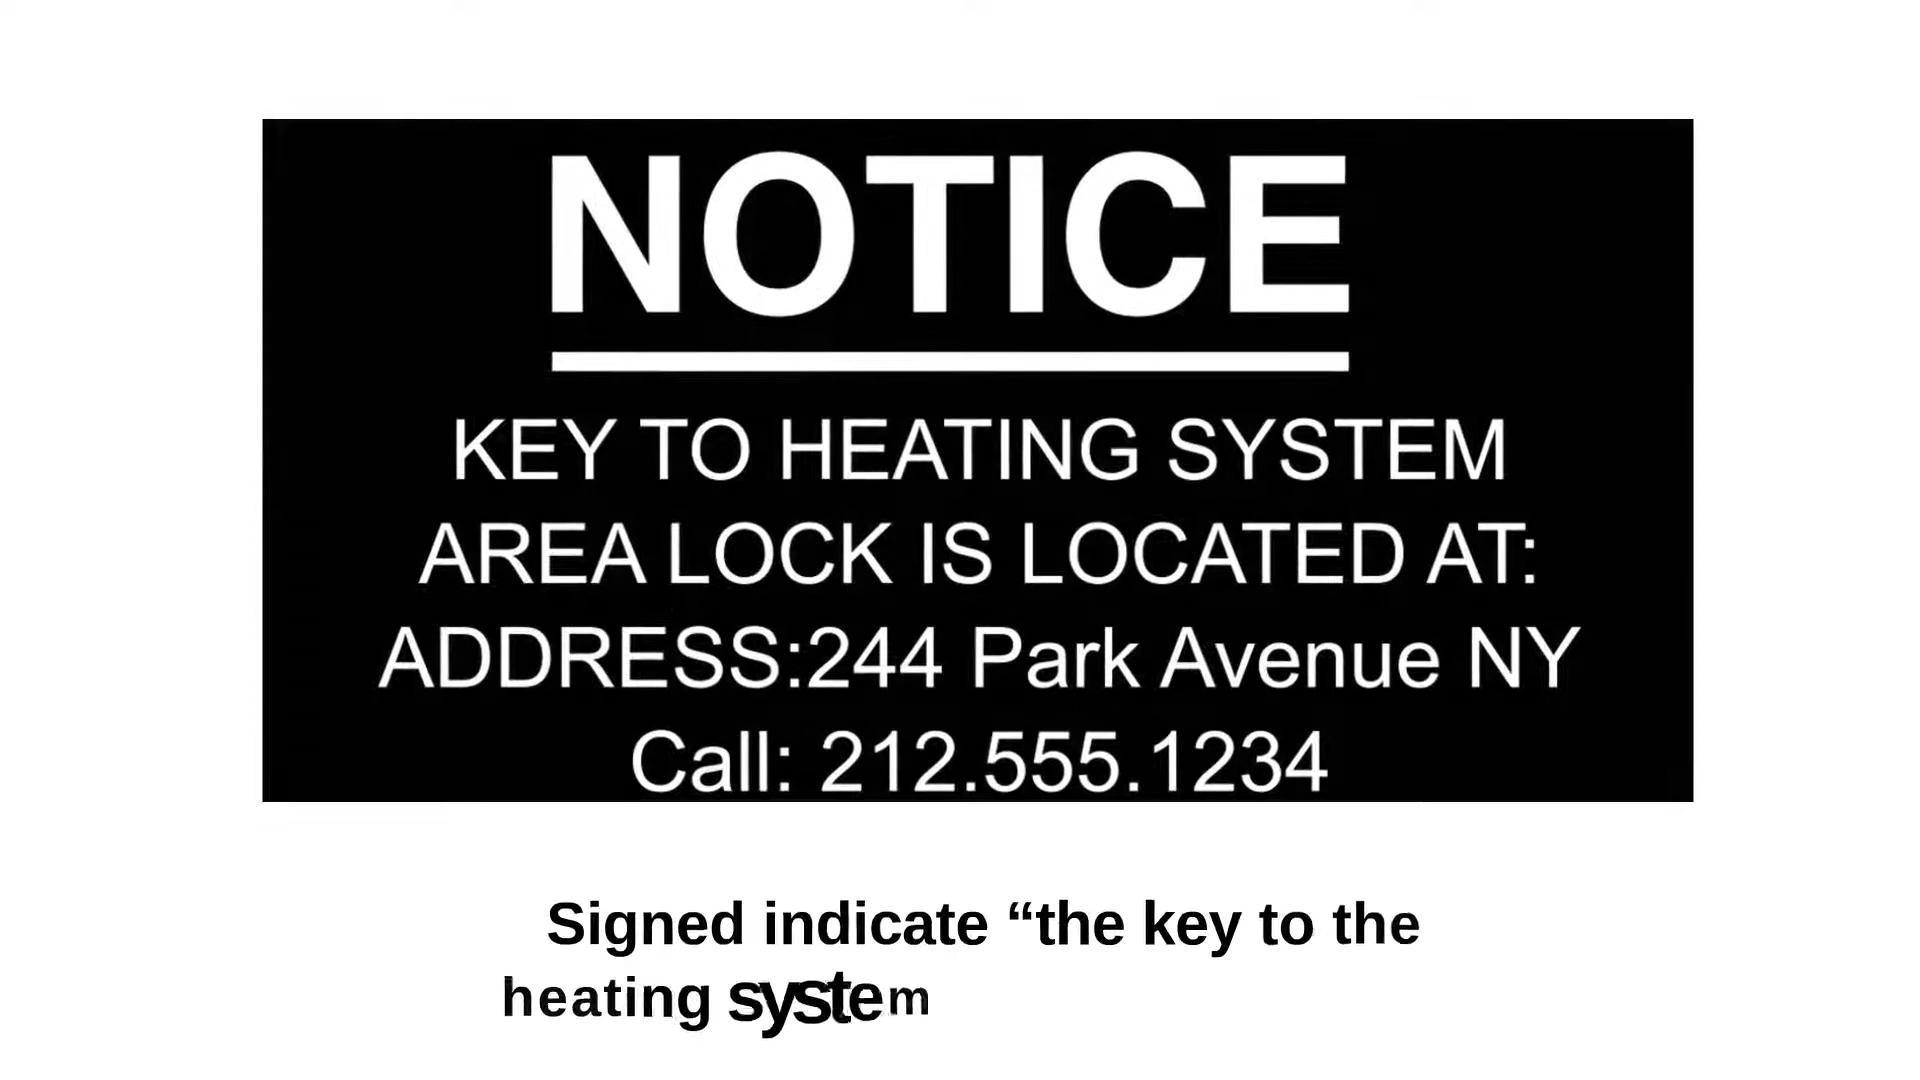 NOTICE
KEY TO HEATING SYSTEM
AREA LOCK IS LOCATED AT:
ADDRESS:244 Park Avenue NY
Call: 212.555.1234
Signed indicate “the key to the
heating system